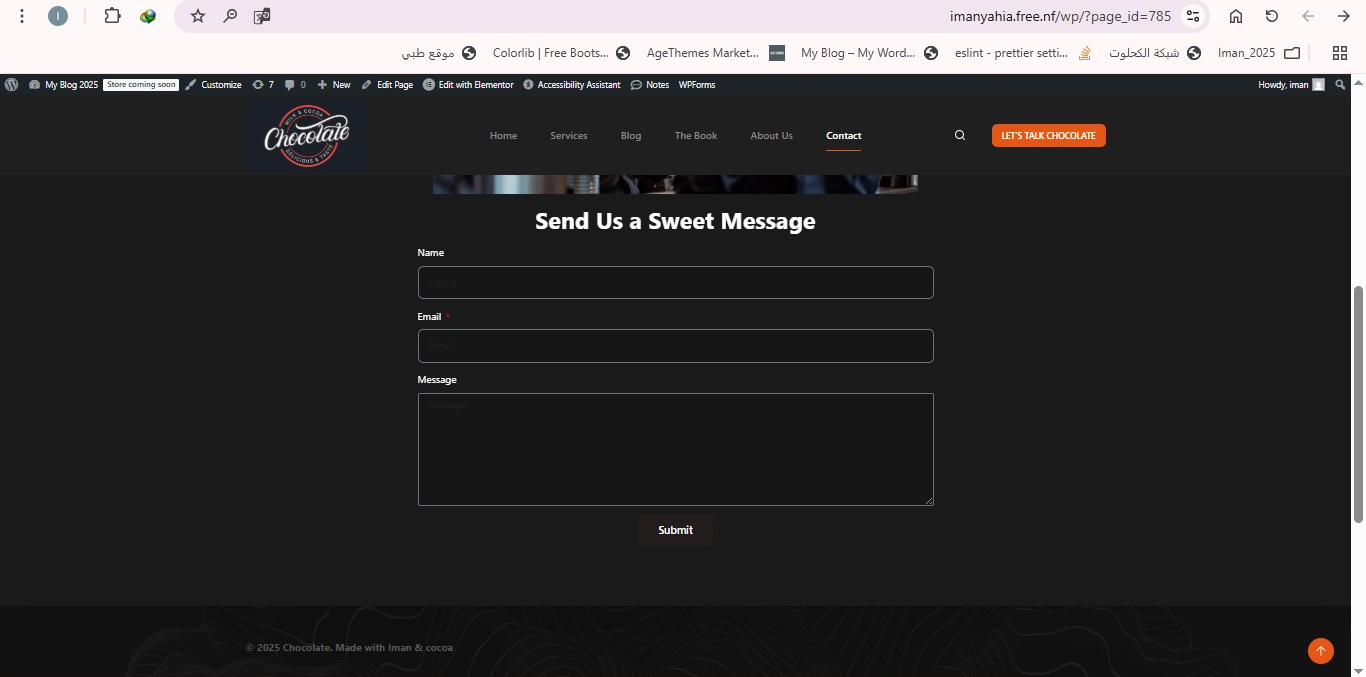 I
imanyahia.free.nf/wp/?page_id=785
موقع طبي
Colorlib | Free Boots...
AgeThemes Market...
My Blog – My Word...
eslint - prettier setti...
شبكة الكحلوت
Iman_2025
My Blog 2025 Store coming soon Customize 7 0 New Edit Page Edit with Elementor Accessibility Assistant Notes WPForms Howdy, iman
MILK & COCOA
Chocolate
DELICIOUS & TASTE
Home Services Blog The Book About Us Contact LET'S TALK CHOCOLATE
Send Us a Sweet Message
Name
Name
Email *
Email
Message
Message
Submit
© 2025 Chocolate. Made with Iman & cocoa